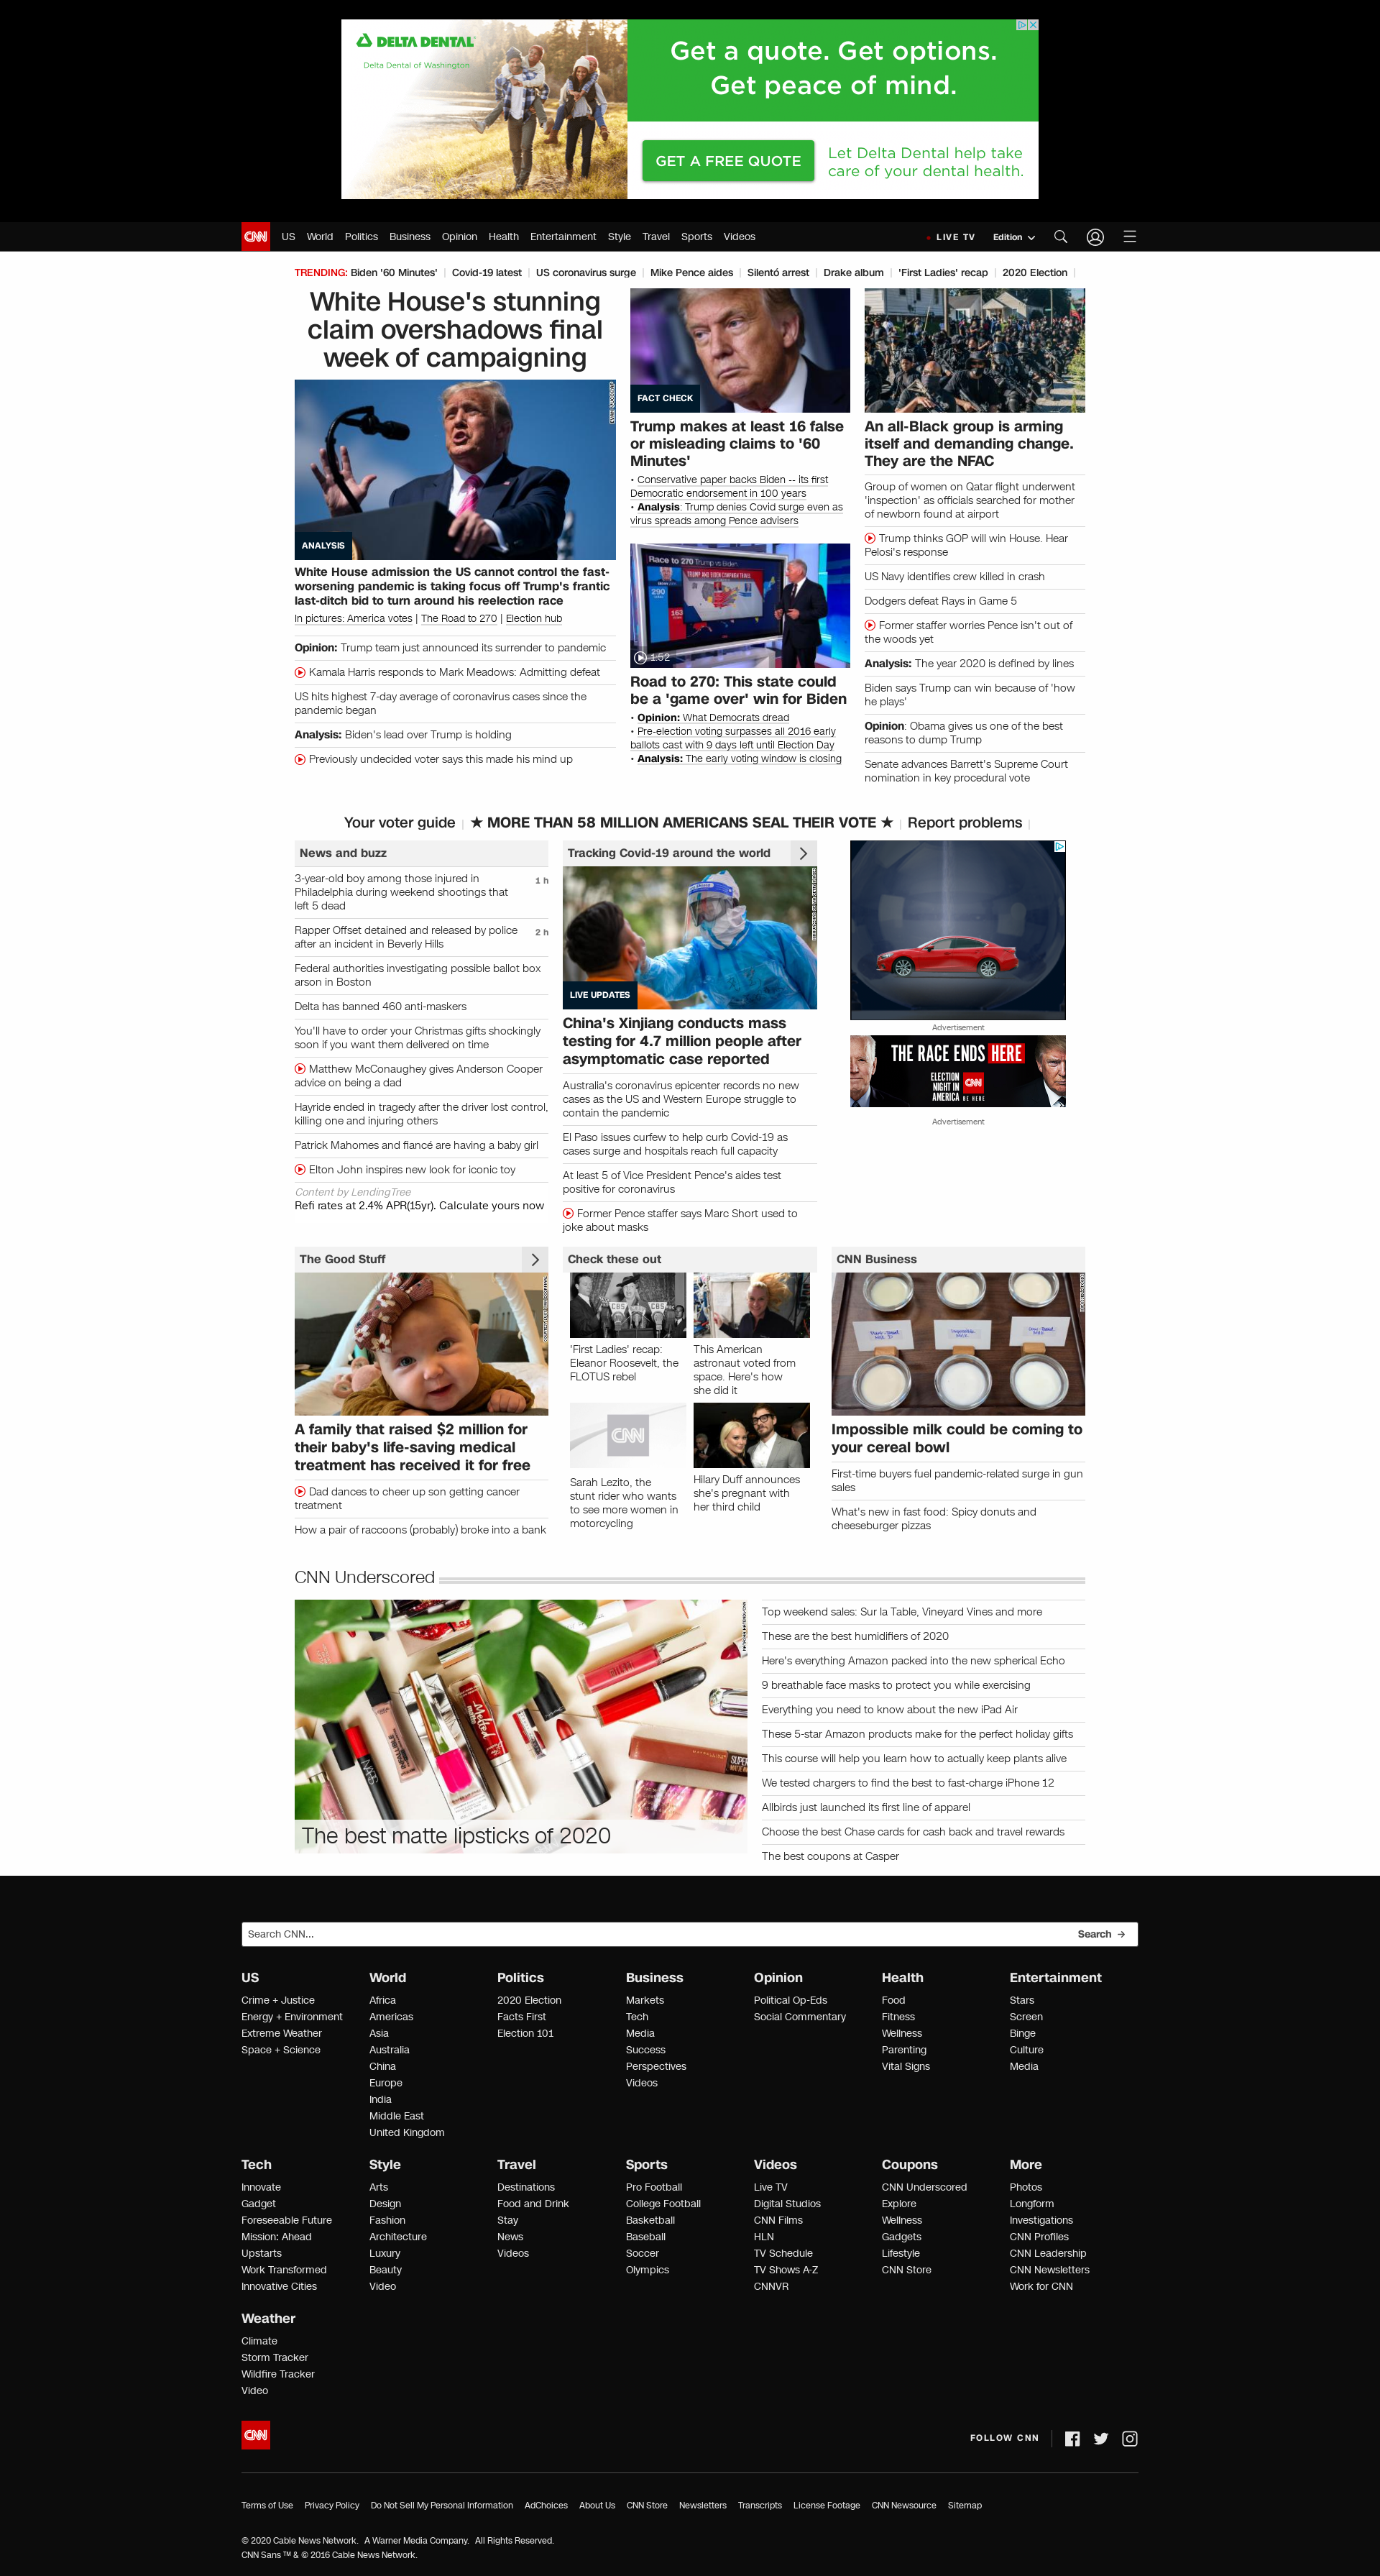 DELTA DENTAL
Delta Dental of Washington
Get a quote. Get options.
Get peace of mind.
GET A FREE QUOTE
Let Delta Dental help take
care of your dental health.
CNN
US World Politics Business Opinion Health Entertainment Style Travel Sports Videos
LIVE TV Edition
TRENDING: Biden '60 Minutes' | Covid-19 latest | US coronavirus surge | Mike Pence aides | Silentó arrest | Drake album | 'First Ladies' recap | 2020 Election |
White House's stunning
claim overshadows final
week of campaigning
ANALYSIS
White House admission the US cannot control the fast-
worsening pandemic is taking focus off Trump's frantic
last-ditch bid to turn around his reelection race
In pictures: America votes | The Road to 270 | Election hub
Opinion: Trump team just announced its surrender to pandemic
Kamala Harris responds to Mark Meadows: Admitting defeat
US hits highest 7-day average of coronavirus cases since the
pandemic began
Analysis: Biden's lead over Trump is holding
Previously undecided voter says this made his mind up
FACT CHECK
Trump makes at least 16 false
or misleading claims to '60
Minutes'
• Conservative paper backs Biden -- its first
Democratic endorsement in 100 years
• Analysis: Trump denies Covid surge even as
virus spreads among Pence advisers
Race to 270 Trump vs Biden
290
163
1:52
Road to 270: This state could
be a 'game over' win for Biden
• Opinion: What Democrats dread
• Pre-election voting surpasses all 2016 early
ballots cast with 9 days left until Election Day
• Analysis: The early voting window is closing
An all-Black group is arming
itself and demanding change.
They are the NFAC
Group of women on Qatar flight underwent
'inspection' as officials searched for mother
of newborn found at airport
Trump thinks GOP will win House. Hear
Pelosi's response
US Navy identifies crew killed in crash
Dodgers defeat Rays in Game 5
Former staffer worries Pence isn't out of
the woods yet
Analysis: The year 2020 is defined by lines
Biden says Trump can win because of 'how
he plays'
Opinion: Obama gives us one of the best
reasons to dump Trump
Senate advances Barrett's Supreme Court
nomination in key procedural vote
Your voter guide | ★ MORE THAN 58 MILLION AMERICANS SEAL THEIR VOTE ★ | Report problems |
News and buzz
3-year-old boy among those injured in
Philadelphia during weekend shootings that
left 5 dead
1 h
Rapper Offset detained and released by police
after an incident in Beverly Hills
2 h
Federal authorities investigating possible ballot box
arson in Boston
Delta has banned 460 anti-maskers
You'll have to order your Christmas gifts shockingly
soon if you want them delivered on time
Matthew McConaughey gives Anderson Cooper
advice on being a dad
Hayride ended in tragedy after the driver lost control,
killing one and injuring others
Patrick Mahomes and fiancé are having a baby girl
Elton John inspires new look for iconic toy
Content by LendingTree
Refi rates at 2.4% APR(15yr). Calculate yours now
Tracking Covid-19 around the world
LIVE UPDATES
China's Xinjiang conducts mass
testing for 4.7 million people after
asymptomatic case reported
Australia's coronavirus epicenter records no new
cases as the US and Western Europe struggle to
contain the pandemic
El Paso issues curfew to help curb Covid-19 as
cases surge and hospitals reach full capacity
At least 5 of Vice President Pence's aides test
positive for coronavirus
Former Pence staffer says Marc Short used to
joke about masks
Advertisement
THE RACE ENDS HERE
ELECTION
NIGHT IN
AMERICA
CNN
BE HERE
Advertisement
The Good Stuff
A family that raised $2 million for
their baby's life-saving medical
treatment has received it for free
Dad dances to cheer up son getting cancer
treatment
How a pair of raccoons (probably) broke into a bank
Check these out
CBS
CBS
'First Ladies' recap:
Eleanor Roosevelt, the
FLOTUS rebel
This American
astronaut voted from
space. Here's how
she did it
CNN
Sarah Lezito, the
stunt rider who wants
to see more women in
motorcycling
Hilary Duff announces
she's pregnant with
her third child
CNN Business
Impossible milk could be coming to
your cereal bowl
First-time buyers fuel pandemic-related surge in gun
sales
What's new in fast food: Spicy donuts and
cheeseburger pizzas
CNN Underscored
NARS
Melted
SUPER
The best matte lipsticks of 2020
Top weekend sales: Sur la Table, Vineyard Vines and more
These are the best humidifiers of 2020
Here's everything Amazon packed into the new spherical Echo
9 breathable face masks to protect you while exercising
Everything you need to know about the new iPad Air
These 5-star Amazon products make for the perfect holiday gifts
This course will help you learn how to actually keep plants alive
We tested chargers to find the best to fast-charge iPhone 12
Allbirds just launched its first line of apparel
Choose the best Chase cards for cash back and travel rewards
The best coupons at Casper
Search CNN...
Search →
US
Crime + Justice
Energy + Environment
Extreme Weather
Space + Science
World
Africa
Americas
Asia
Australia
China
Europe
India
Middle East
United Kingdom
Politics
2020 Election
Facts First
Election 101
Business
Markets
Tech
Media
Success
Perspectives
Videos
Opinion
Political Op-Eds
Social Commentary
Health
Food
Fitness
Wellness
Parenting
Vital Signs
Entertainment
Stars
Screen
Binge
Culture
Media
Tech
Innovate
Gadget
Foreseeable Future
Mission: Ahead
Upstarts
Work Transformed
Innovative Cities
Style
Arts
Design
Fashion
Architecture
Luxury
Beauty
Video
Travel
Destinations
Food and Drink
Stay
News
Videos
Sports
Pro Football
College Football
Basketball
Baseball
Soccer
Olympics
Videos
Live TV
Digital Studios
CNN Films
HLN
TV Schedule
TV Shows A-Z
CNNVR
Coupons
CNN Underscored
Explore
Wellness
Gadgets
Lifestyle
CNN Store
More
Photos
Longform
Investigations
CNN Profiles
CNN Leadership
CNN Newsletters
Work for CNN
Weather
Climate
Storm Tracker
Wildfire Tracker
Video
CNN
FOLLOW CNN
Terms of Use Privacy Policy Do Not Sell My Personal Information AdChoices About Us CNN Store Newsletters Transcripts License Footage CNN Newsource Sitemap
© 2020 Cable News Network. A Warner Media Company. All Rights Reserved.
CNN Sans ™ & © 2016 Cable News Network.